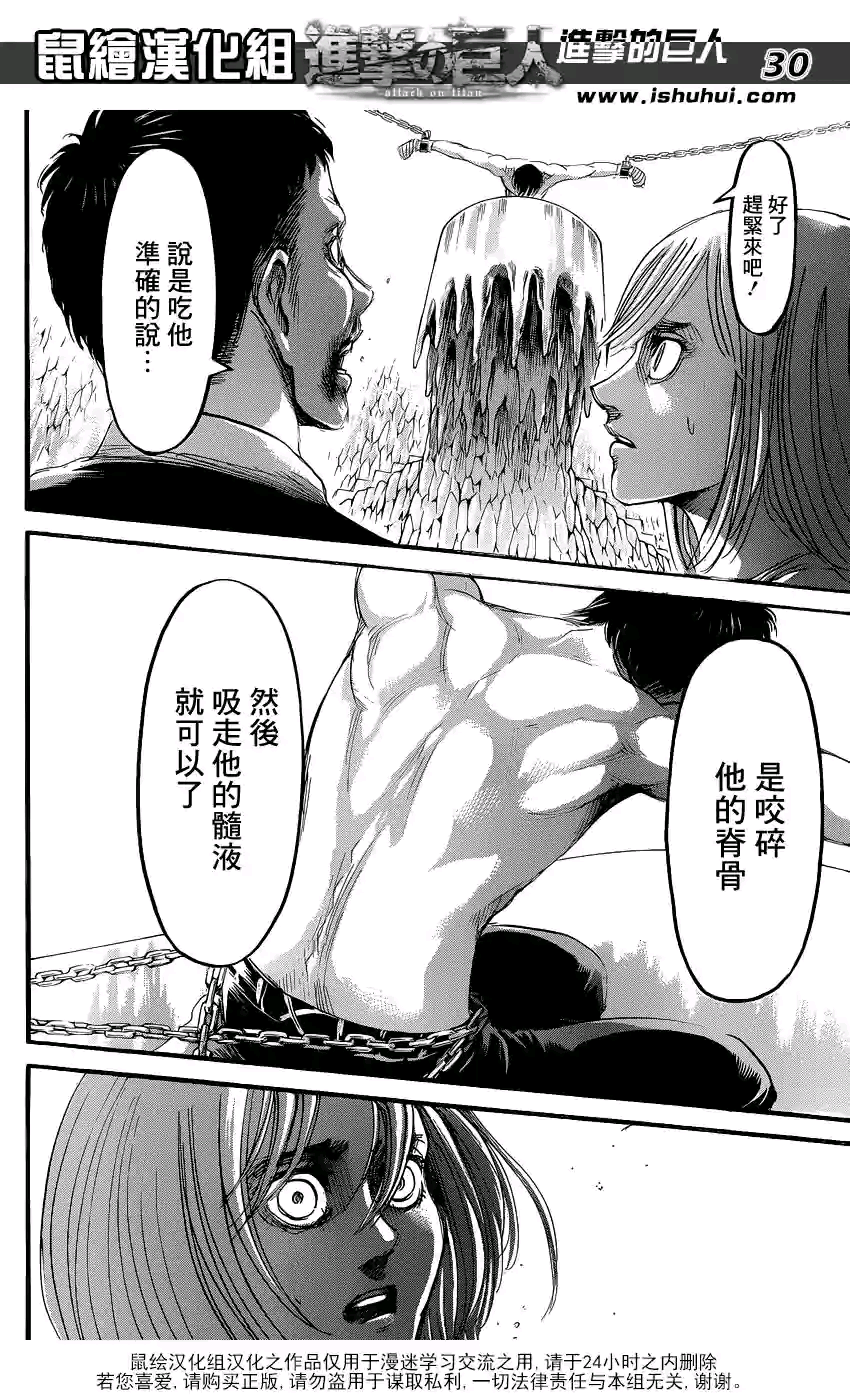 鼠繪漢化組
進撃の巨人
attack on titan
進擊的巨人
30
www.ishuhui.com
好了
趕緊來吧！
說是吃他
準確的說…
是咬碎
他的脊骨
然後
吸走他的髓液
就可以了
鼠绘汉化组汉化之作品仅用于漫迷学习交流之用, 请于24小时之内删除
若您喜爱, 请购买正版, 请勿盗用于谋取私利, 一切法律责任与本组无关, 谢谢。